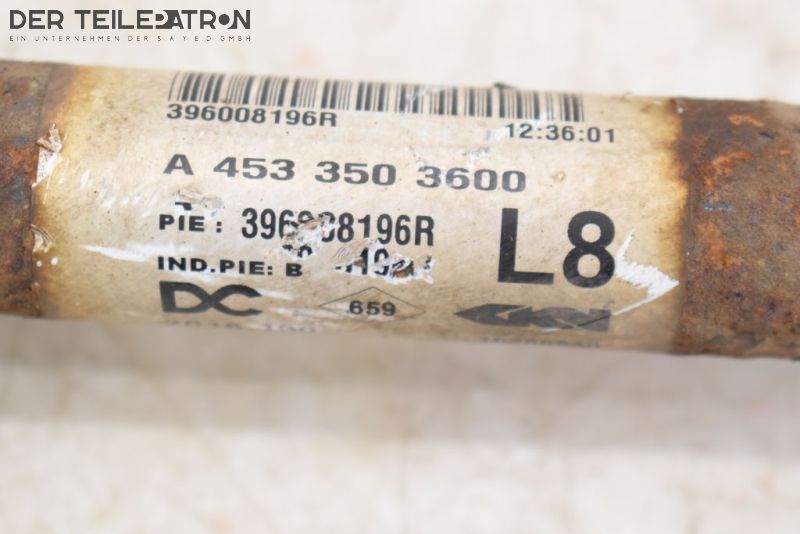 DER TEILEPATRON
EIN UNTERNEHMEN DER S A Y E.D GMBH
396008196R 12:36:01
A 453 350 3600
PIE: 396008196R
L8
IND.PIE: B
DC 659 GKN